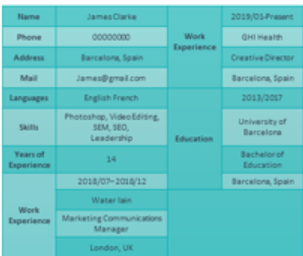 Name
James Clarke
Phone
00000000
Address
Barcelona, Spain
Mail
James@gmail.com
Languages
English French
Skills
Photoshop, Video Editing,
SEM, SEO,
Leadership
Years of
Experience
14
Work
Experience
2018/07~2018/12
Water
Marketing Communications
Manager
London, UK
Work
Experience
2019/01-Present
GHI Health
Creative Director
Barcelona, Spain
Education
2013/2017
University of
Barcelona
Bachelor of
Education
Barcelona, Spain